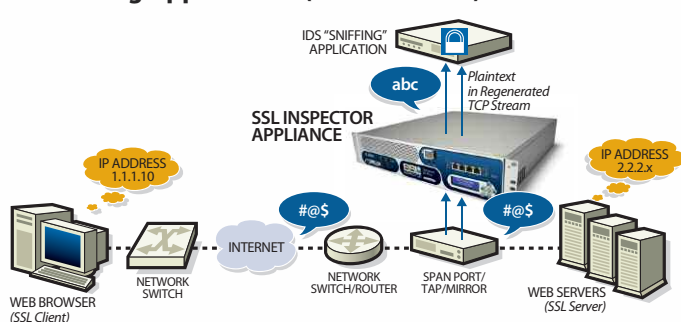 IDS "SNIFFING"
APPLICATION
abc
Plaintext
in Regenerated
TCP Stream
SSL INSPECTOR
APPLIANCE
IP ADDRESS
1.1.1.10
IP ADDRESS
2.2.2.x
#@$
#@$
INTERNET
NETWORK
SWITCH
NETWORK
SWITCH/ROUTER
SPAN PORT/
TAP/MIRROR
WEB BROWSER
(SSL Client)
WEB SERVERS
(SSL Server)